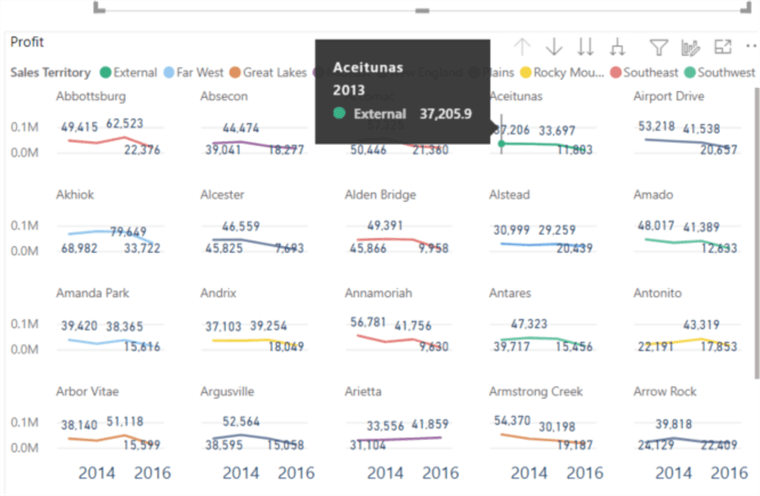 Profit
Sales Territory External Far West Great Lakes Plains Rocky Mou... Southeast Southwest
Aceitunas
2013
External 37,205.9
Abbottsburg Absecon Aceitunas Airport Drive
0.1M 49,415 62,523 44,474 37,206 33,697 53,218 41,538
0.0M 22,376 39,041 18,277 50,446 21,360 11,803 20,657
Akhiok Alcester Alden Bridge Alstead Amado
0.1M 79,649 46,559 49,391 30,999 29,259 48,017 41,389
0.0M 68,982 33,722 45,825 7,693 45,866 9,958 20,439 12,633
Amanda Park Andrix Annamoriah Antares Antonito
0.1M 39,420 38,365 37,103 39,254 56,781 41,756 47,323 43,319
0.0M 15,616 18,049 9,630 39,717 15,456 22,191 17,853
Arbor Vitae Argusville Arietta Armstrong Creek Arrow Rock
0.1M 38,140 51,118 52,564 33,556 41,859 54,370 30,198 39,818
0.0M 15,599 38,595 15,058 31,104 19,187 24,129 22,409
2014 2016 2014 2016 2014 2016 2014 2016 2014 2016